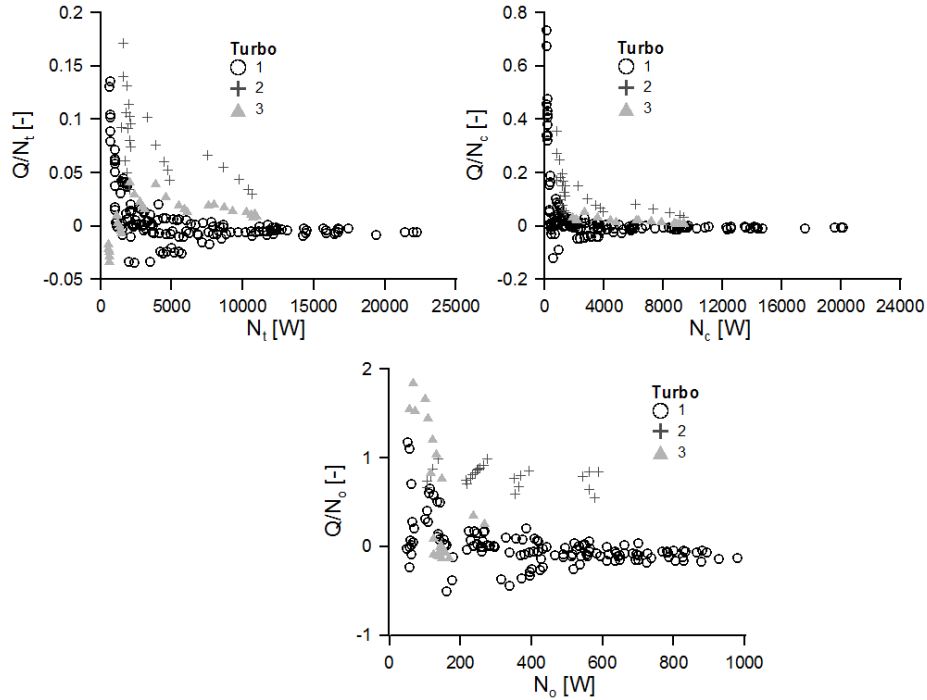 0.2
0.15
0.1
0.05
0
-0.05
Q/Nt [-]
Turbo
1
2
3
0 5000 10000 15000 20000 25000
Nt [W]
0.8
0.6
0.4
0.2
0
-0.2
Q/Nc [-]
Turbo
1
2
3
0 4000 8000 12000 16000 20000 24000
Nc [W]
2
1
0
-1
Q/No [-]
Turbo
1
2
3
0 200 400 600 800 1000
No [W]